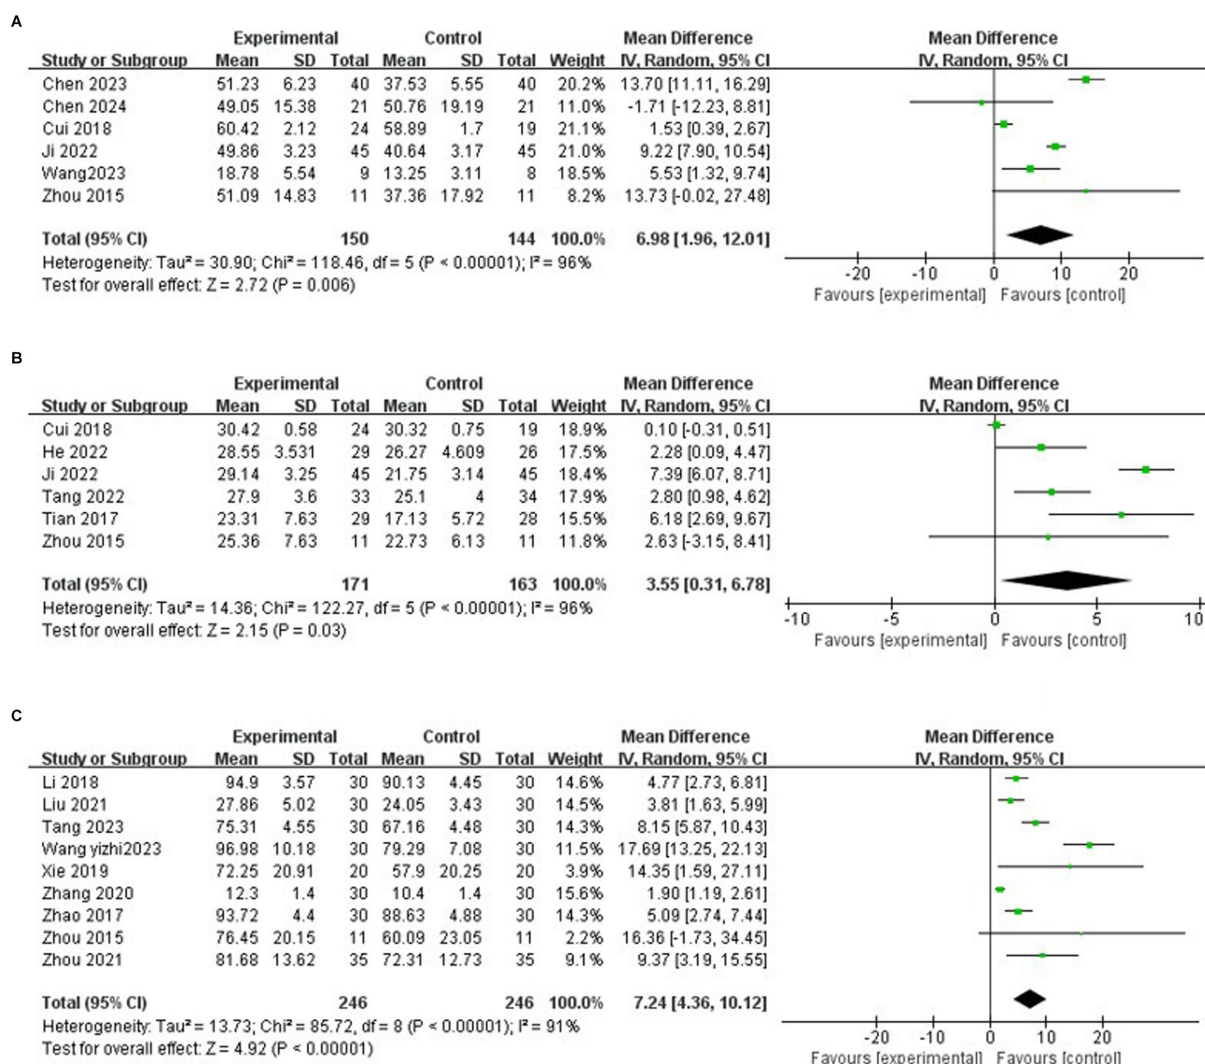 A
Experimental Control Mean Difference Mean Difference
Study or Subgroup Mean SD Total Mean SD Total Weight IV, Random, 95% CI IV, Random, 95% CI
Chen 2023 51.23 6.23 40 37.53 5.55 40 20.2% 13.70 [11.11, 16.29]
Chen 2024 49.05 15.38 21 50.76 19.19 21 11.0% -1.71 [-12.23, 8.81]
Cui 2018 60.42 2.12 24 58.89 1.7 19 21.1% 1.53 [0.39, 2.67]
Ji 2022 49.86 3.23 45 40.64 3.17 45 21.0% 9.22 [7.90, 10.54]
Wang2023 18.78 5.54 9 13.25 3.11 8 18.5% 5.53 [1.32, 9.74]
Zhou 2015 51.09 14.83 11 37.36 17.92 11 8.2% 13.73 [-0.02, 27.48]
Total (95% CI) 150 144 100.0% 6.98 [1.96, 12.01]
Heterogeneity: Tau² = 30.90; Chi² = 118.46, df = 5 (P < 0.00001); I² = 96%
Test for overall effect: Z = 2.72 (P = 0.006)
-20 -10 0 10 20
Favours [experimental] Favours [control]
B
Experimental Control Mean Difference Mean Difference
Study or Subgroup Mean SD Total Mean SD Total Weight IV, Random, 95% CI IV, Random, 95% CI
Cui 2018 30.42 0.58 24 30.32 0.75 19 18.9% 0.10 [-0.31, 0.51]
He 2022 28.55 3.531 29 26.27 4.609 26 17.5% 2.28 [0.09, 4.47]
Ji 2022 29.14 3.25 45 21.75 3.14 45 18.4% 7.39 [6.07, 8.71]
Tang 2022 27.9 3.6 33 25.1 4 34 17.9% 2.80 [0.98, 4.62]
Tian 2017 23.31 7.63 29 17.13 5.72 28 15.5% 6.18 [2.69, 9.67]
Zhou 2015 25.36 7.63 11 22.73 6.13 11 11.8% 2.63 [-3.15, 8.41]
Total (95% CI) 171 163 100.0% 3.55 [0.31, 6.78]
Heterogeneity: Tau² = 14.36; Chi² = 122.27, df = 5 (P < 0.00001); I² = 96%
Test for overall effect: Z = 2.15 (P = 0.03)
-10 -5 0 5 10
Favours [experimental] Favours [control]
C
Experimental Control Mean Difference Mean Difference
Study or Subgroup Mean SD Total Mean SD Total Weight IV, Random, 95% CI IV, Random, 95% CI
Li 2018 94.9 3.57 30 90.13 4.45 30 14.6% 4.77 [2.73, 6.81]
Liu 2021 27.86 5.02 30 24.05 3.43 30 14.5% 3.81 [1.63, 5.99]
Tang 2023 75.31 4.55 30 67.16 4.48 30 14.3% 8.15 [5.87, 10.43]
Wang yizhi2023 96.98 10.18 30 79.29 7.08 30 11.5% 17.69 [13.25, 22.13]
Xie 2019 72.25 20.91 20 57.9 20.25 20 3.9% 14.35 [1.59, 27.11]
Zhang 2020 12.3 1.4 30 10.4 1.4 30 15.6% 1.90 [1.19, 2.61]
Zhao 2017 93.72 4.4 30 88.63 4.88 30 14.3% 5.09 [2.74, 7.44]
Zhou 2015 76.45 20.15 11 60.09 23.05 11 2.2% 16.36 [-1.73, 34.45]
Zhou 2021 81.68 13.62 35 72.31 12.73 35 9.1% 9.37 [3.19, 15.55]
Total (95% CI) 246 246 100.0% 7.24 [4.36, 10.12]
Heterogeneity: Tau² = 13.73; Chi² = 85.72, df = 8 (P < 0.00001); I² = 91%
Test for overall effect: Z = 4.92 (P < 0.00001)
-20 -10 0 10 20
Favours [experimental] Favours [control]